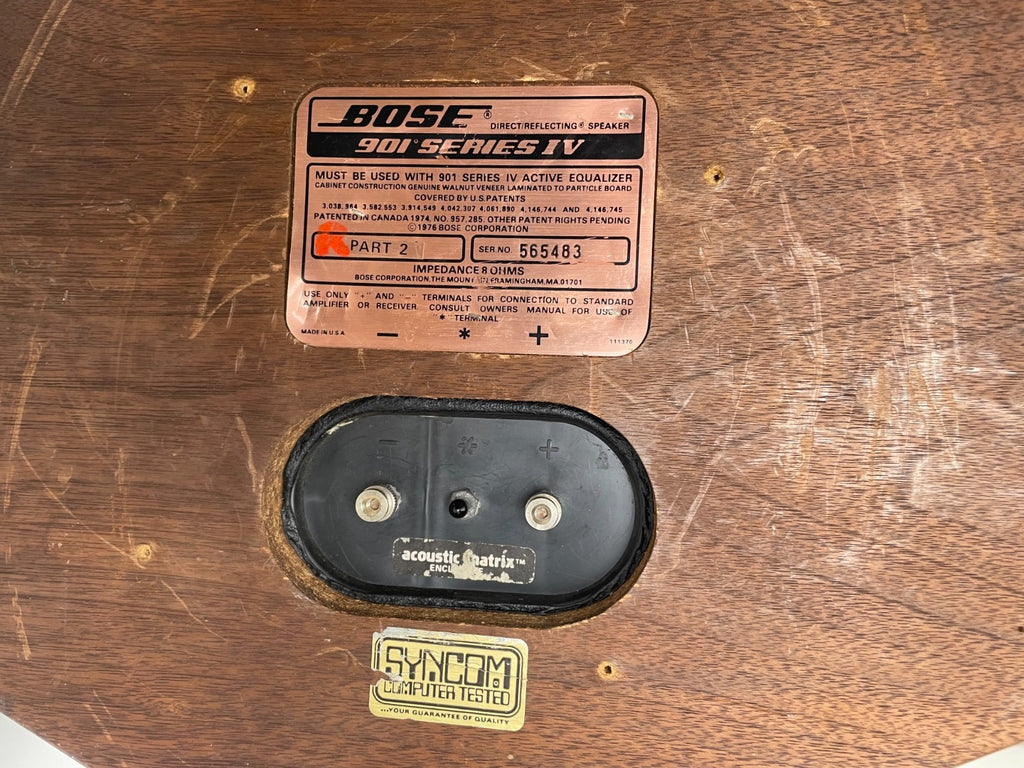 BOSE®
DIRECT/REFLECTING® SPEAKER
901® SERIES IV
MUST BE USED WITH 901 SERIES IV ACTIVE EQUALIZER
CABINET CONSTRUCTION GENUINE WALNUT VENEER LAMINATED TO PARTICLE BOARD
COVERED BY U.S. PATENTS
3,038,964 3,582,553 3,914,549 4,042,307 4,061,890 4,146,744 AND 4,146,745
PATENTED IN CANADA 1974, NO. 957,285. OTHER PATENT RIGHTS PENDING
©1976 BOSE CORPORATION
R PART 2
SER NO. 565483
IMPEDANCE 8 OHMS
BOSE CORPORATION, THE FRAMINGHAM, MA. 01701
USE ONLY "+" AND "−" TERMINALS FOR CONNECTION TO STANDARD
AMPLIFIER OR RECEIVER. CONSULT OWNERS MANUAL FOR USE OF
"*" TERMINAL
MADE IN U.S.A. − * + 111370
− * +
acoustic matrix™
SYNCOM
COMPUTER TESTED
...YOUR GUARANTEE OF QUALITY